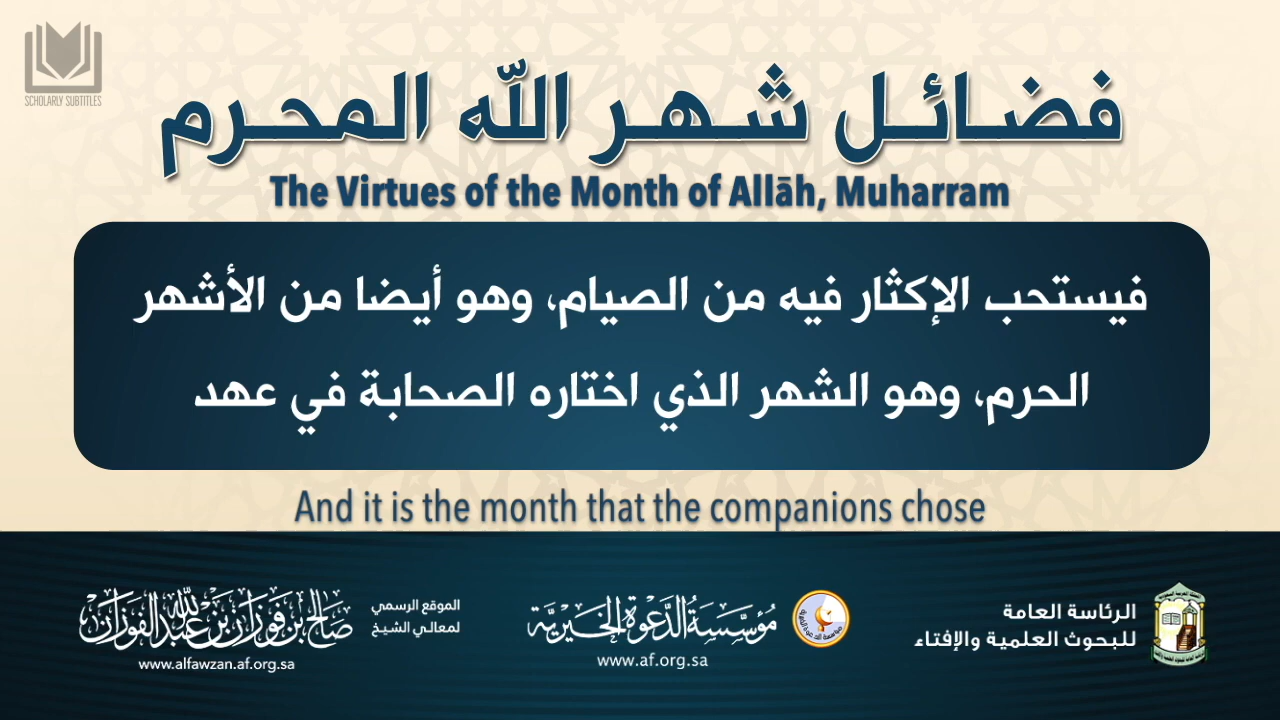 SCHOLARLY SUBTITLES
فضائل شهر الله المحرم
The Virtues of the Month of Allāh, Muharram
فيستحب الإكثار فيه من الصيام، وهو أيضا من الأشهر
الحرم، وهو الشهر الذي اختاره الصحابة في عهد
And it is the month that the companions chose
الرئاسة العامة
للبحوث العلمية والإفتاء
مؤسسة الدعوة الخيرية
www.af.org.sa
الموقع الرسمي
لمعالي الشيخ
صالح بن فوزان بن عبد الله الفوزان
www.alfawzan.af.org.sa